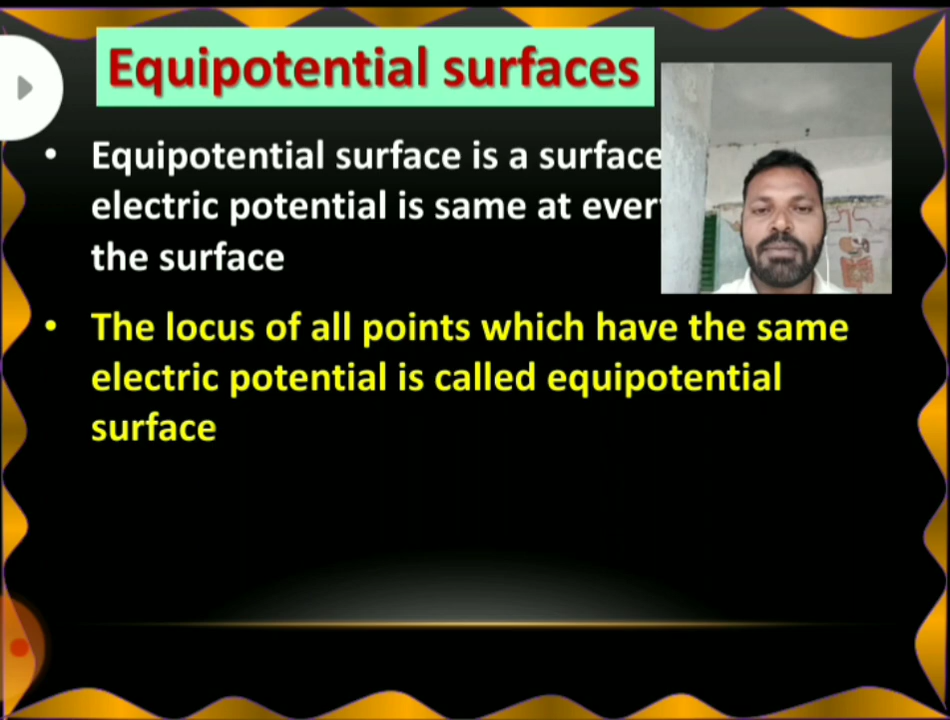 Equipotential surfaces
• Equipotential surface is a surface
electric potential is same at
the surface
• The locus of all points which have the same
electric potential is called equipotential
surface